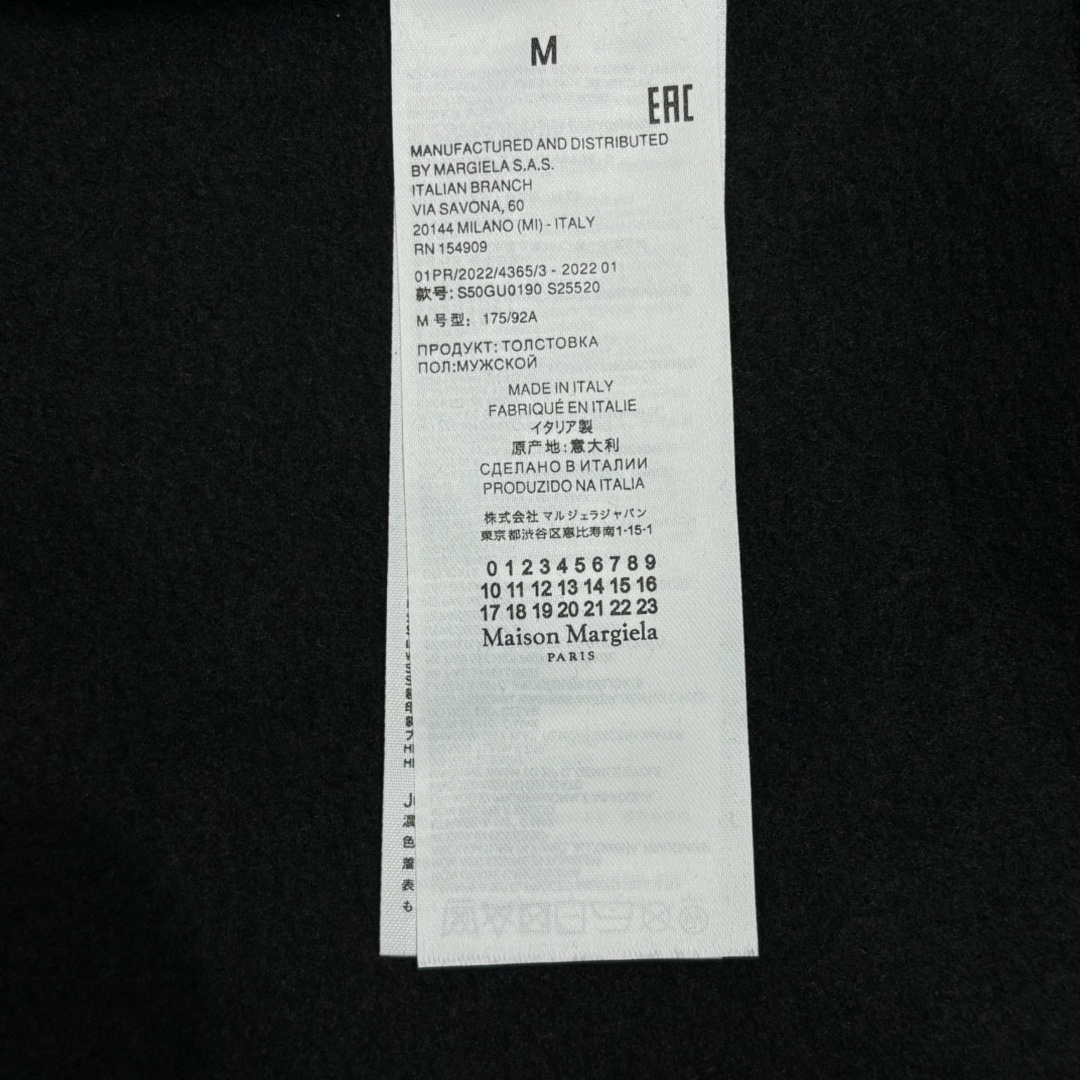 M
EAC
MANUFACTURED AND DISTRIBUTED
BY MARGIELA S.A.S.
ITALIAN BRANCH
VIA SAVONA, 60
20144 MILANO (MI) - ITALY
RN 154909
01PR/2022/4365/3 - 2022 01
款号: S50GU0190 S25520
M 号型: 175/92A
ПРОДУКТ: ТОЛСТОВКА
ПОЛ:МУЖСКОЙ
MADE IN ITALY
FABRIQUÉ EN ITALIE
イタリア製
原产地:意大利
СДЕЛАНО В ИТАЛИИ
PRODUZIDO NA ITALIA
株式会社 マルジェラジャパン
東京都渋谷区恵比寿南1-15-1
0 1 2 3 4 5 6 7 8 9
10 11 12 13 14 15 16
17 18 19 20 21 22 23
Maison Margiela
PARIS
濃
色
着
表
も